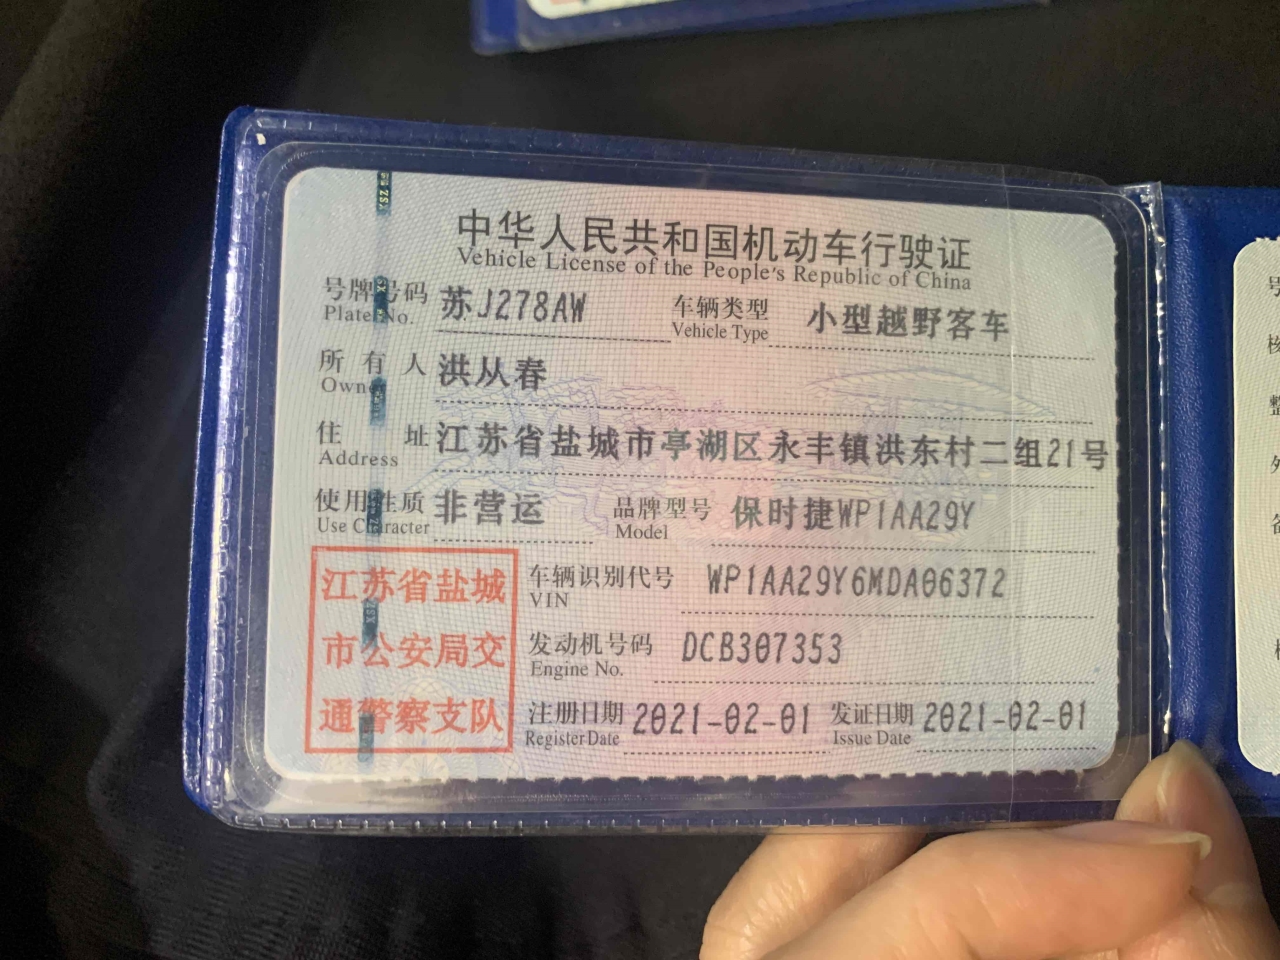 中华人民共和国机动车行驶证
Vehicle License of the People's Republic of China
号牌号码 苏J278AW 车辆类型 小型越野客车
Plate No. Vehicle Type
所有人 洪从春
Owner
住址 江苏省盐城市亭湖区永丰镇洪东村二组21号
Address
使用性质 非营运 品牌型号 保时捷WP1AA29Y
Use Character Model
江苏省盐城 车辆识别代号 WP1AA29Y6MDA06372
VIN
市公安局交 发动机号码 DCB307353
Engine No.
通警察支队 注册日期 2021-02-01 发证日期 2021-02-01
Register Date Issue Date